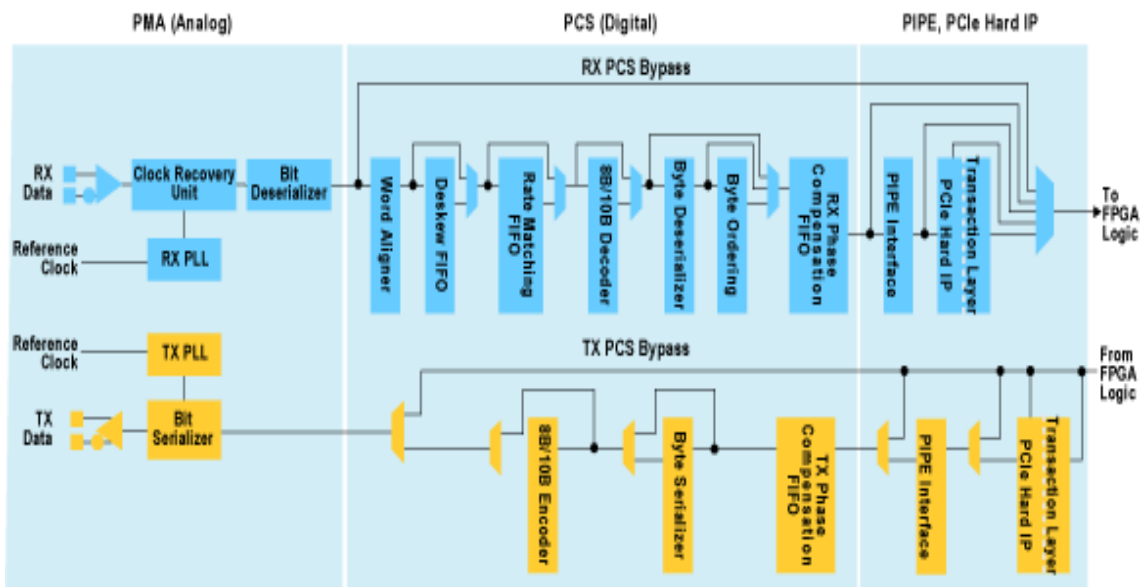 PMA (Analog)
PCS (Digital)
PIPE, PCIe Hard IP
RX PCS Bypass
RX
Data
Clock Recovery
Unit
Bit
Deserializer
Word Aligner
Deskew FIFO
Rate Matching
FIFO
8B/10B Decoder
Byte Deserializer
Byte Ordering
RX Phase
Compensation
FIFO
PIPE Interface
PCIe Hard IP
Transaction Layer
To
FPGA
Logic
Reference
Clock
RX PLL
Reference
Clock
TX PLL
TX PCS Bypass
From
FPGA
Logic
TX
Data
Bit
Serializer
8B/10B Encoder
Byte Serializer
TX Phase
Compensation
FIFO
PIPE Interface
PCIe Hard IP
Transaction Layer